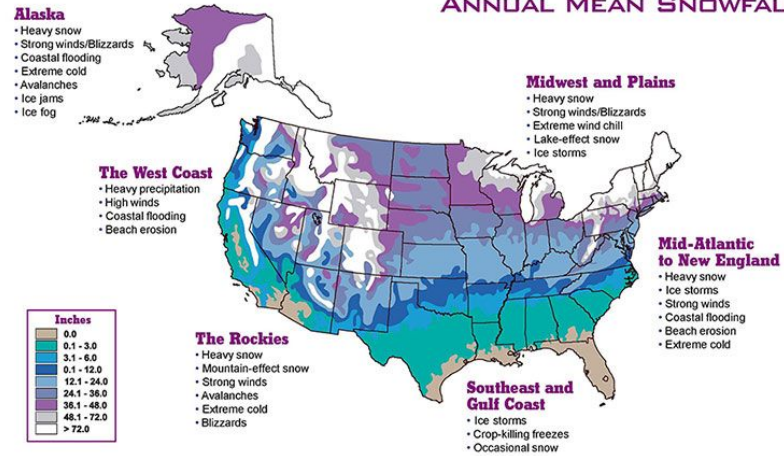 ANNUAL MEAN SNOWFAL
Alaska
• Heavy snow
• Strong winds/Blizzards
• Coastal flooding
• Extreme cold
• Avalanches
• Ice jams
• Ice fog
Midwest and Plains
• Heavy snow
• Strong winds/Blizzards
• Extreme wind chill
• Lake-effect snow
• Ice storms
The West Coast
• Heavy precipitation
• High winds
• Coastal flooding
• Beach erosion
Mid-Atlantic
to New England
• Heavy snow
• Ice storms
• Strong winds
• Coastal flooding
• Beach erosion
• Extreme cold
Inches
0.0
0.1 - 3.0
3.1 - 6.0
0.1 - 12.0
12.1 - 24.0
24.1 - 36.0
36.1 - 48.0
48.1 - 72.0
> 72.0
The Rockies
• Heavy snow
• Mountain-effect snow
• Strong winds
• Avalanches
• Extreme cold
• Blizzards
Southeast and
Gulf Coast
• Ice storms
• Crop-killing freezes
• Occasional snow